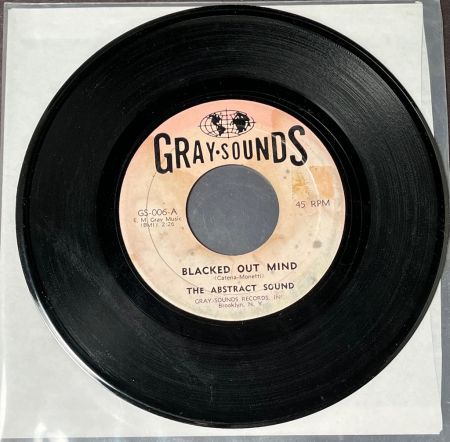 GRAY·SOUNDS
GS-006-A
E. M. Gray Music
(BMI) 2:26
45 RPM
BLACKED OUT MIND
(Catena-Monetti)
THE ABSTRACT SOUND
GRAY-SOUNDS RECORDS, IN
Brooklyn, N. Y.